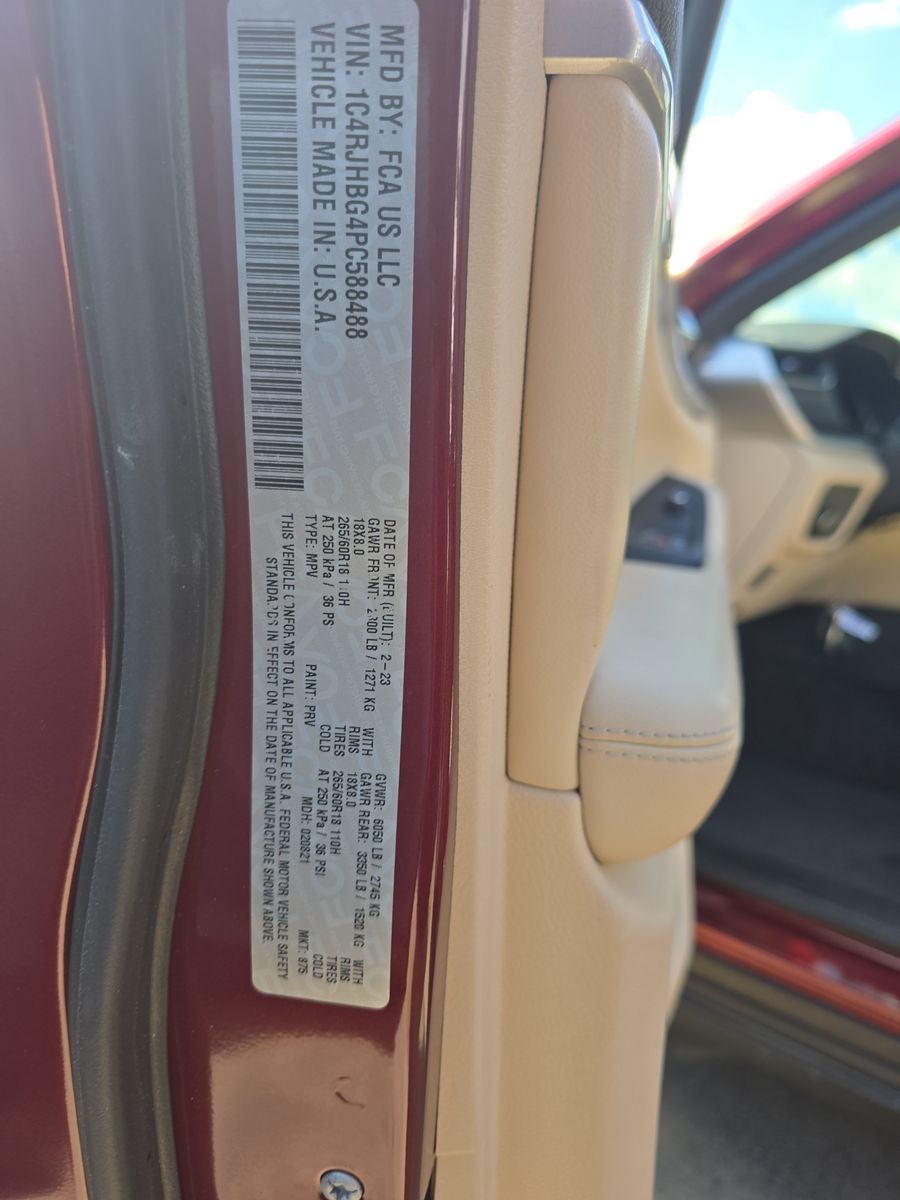 MFD BY: FCA US LLC
VIN: 1C4RJHBG4PC588488
VEHICLE MADE IN: U.S.A.
DATE OF MFR (BUILT): 2-23
GVWR: 6050 LB / 2745 KG
GAWR FRONT: 2800 LB / 1271 KG
WITH
GAWR REAR: 3350 LB / 1520 KG
WITH
18X8.0
RIMS
18X8.0
RIMS
265/60R18 110H
TIRES
265/60R18 110H
TIRES
AT 250 kPa / 36 PS
COLD
AT 250 kPa / 36 PSI
COLD
TYPE: MPV
PAINT: PRV
MDH: 020821
MKT: 875
THIS VEHICLE CONFORMS TO ALL APPLICABLE U.S.A. FEDERAL MOTOR VEHICLE SAFETY
STANDARDS IN EFFECT ON THE DATE OF MANUFACTURE SHOWN ABOVE.